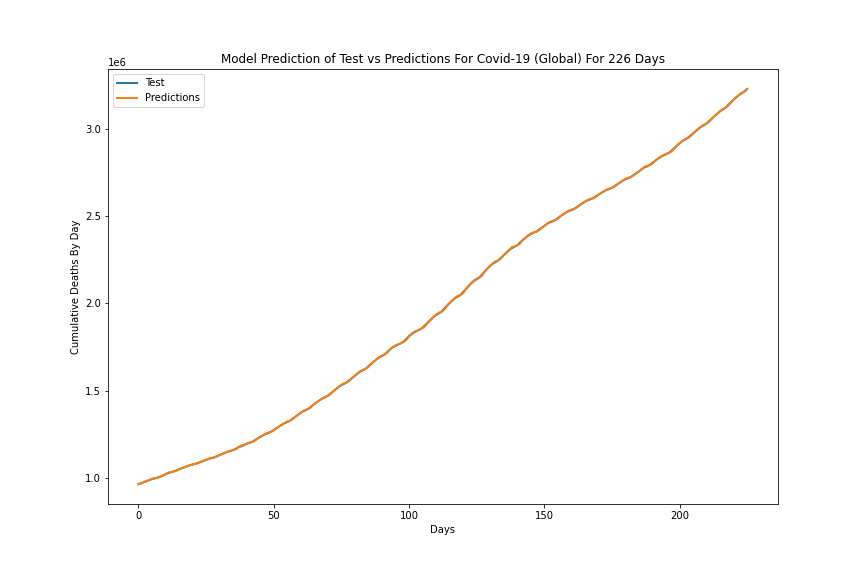 Model Prediction of Test vs Predictions For Covid-19 (Global) For 226 Days
1e6
Test
Predictions
3.0
2.5
2.0
1.5
1.0
Cumulative Deaths By Day
0 50 100 150 200
Days